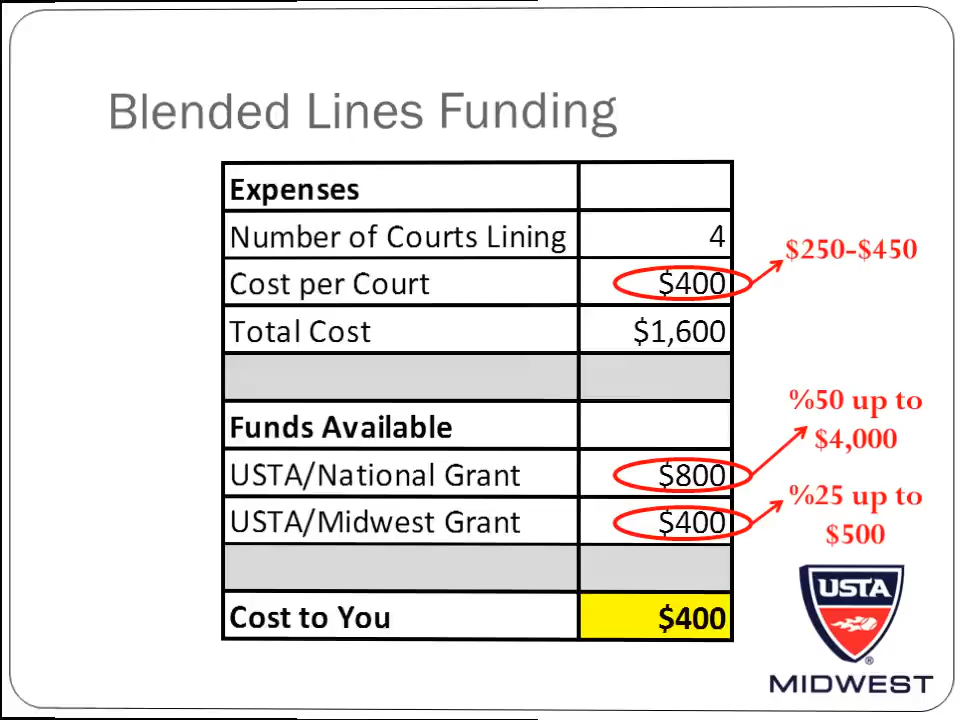 Blended Lines Funding
Expenses
Number of Courts Lining 4
Cost per Court $400
$250-$450
Total Cost $1,600
Funds Available
USTA/National Grant $800
%50 up to
$4,000
USTA/Midwest Grant $400
%25 up to
$500
Cost to You $400
USTA
®
MIDWEST